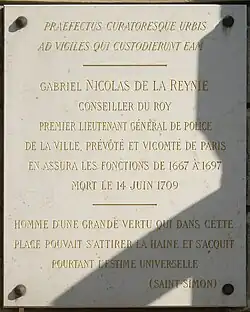 PRAEFECTUS CURATORESQUE URBIS
AD VIGILES QUI CUSTODIERUNT EAM
GABRIEL NICOLAS DE LA REYNIE
CONSEILLER DU ROY
PREMIER LIEUTENANT GÉNÉRAL DE POLICE
DE LA VILLE, PRÉVÔTÉ ET VICOMTÉ DE PARIS
EN ASSURA LES FONCTIONS DE 1667 À 1697
MORT LE 14 JUIN 1709
HOMME D'UNE GRANDE VERTU QUI DANS CETTE
PLACE POUVAIT S'ATTIRER LA HAINE ET S'ACQUIT
POURTANT L'ESTIME UNIVERSELLE
(SAINT-SIMON)